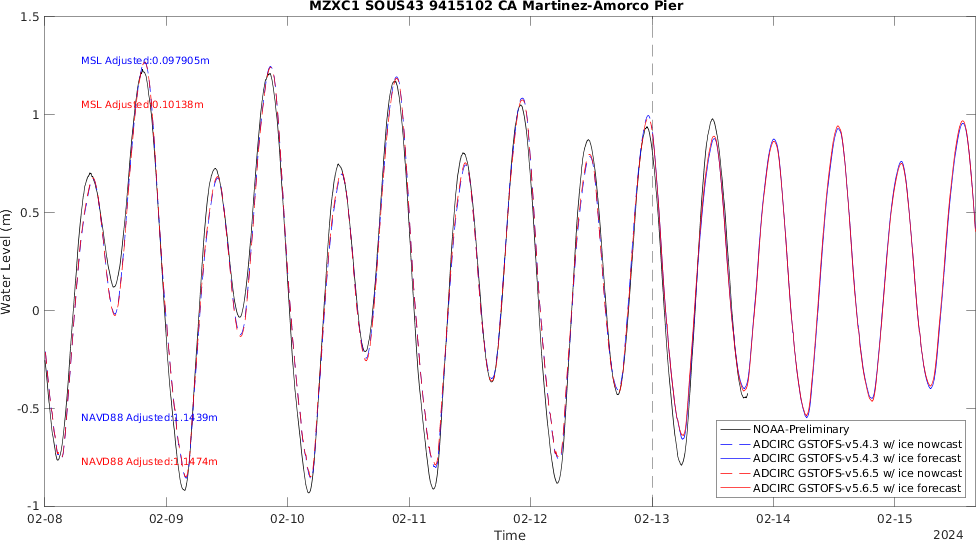 MZXC1 SOUS43 9415102 CA Martinez-Amorco Pier
1.5
MSL Adjusted:0.097905m
MSL Adjusted:0.10138m
1
0.5
Water Level (m)
0
-0.5
NAVD88 Adjusted:1.1439m
NAVD88 Adjusted:1.1474m
NOAA-Preliminary
ADCIRC GSTOFS-v5.4.3 w/ ice nowcast
ADCIRC GSTOFS-v5.4.3 w/ ice forecast
ADCIRC GSTOFS-v5.6.5 w/ ice nowcast
ADCIRC GSTOFS-v5.6.5 w/ ice forecast
-1
02-08 02-09 02-10 02-11 02-12 02-13 02-14 02-15
Time
2024